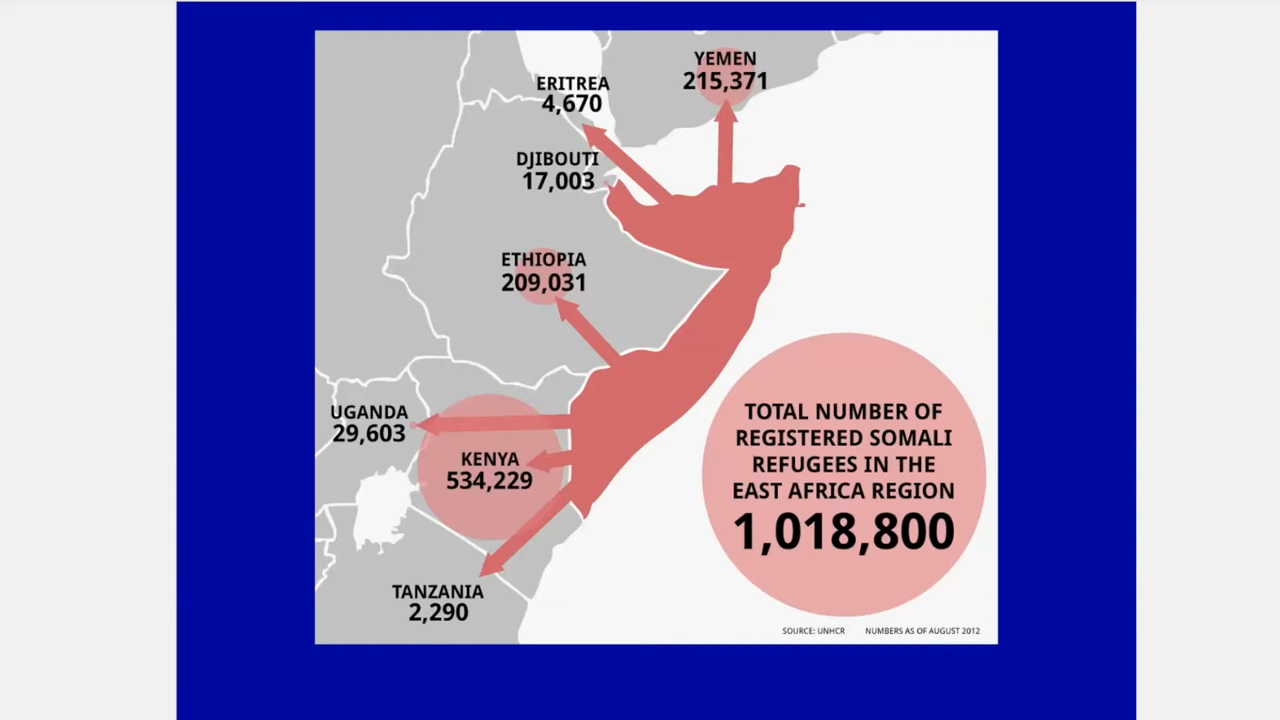 YEMEN
215,371
ERITREA
4,670
DJIBOUTI
17,003
ETHIOPIA
209,031
UGANDA
29,603
KENYA
534,229
TANZANIA
2,290
TOTAL NUMBER OF
REGISTERED SOMALI
REFUGEES IN THE
EAST AFRICA REGION
1,018,800
SOURCE: UNHCR NUMBERS AS OF AUGUST 2012